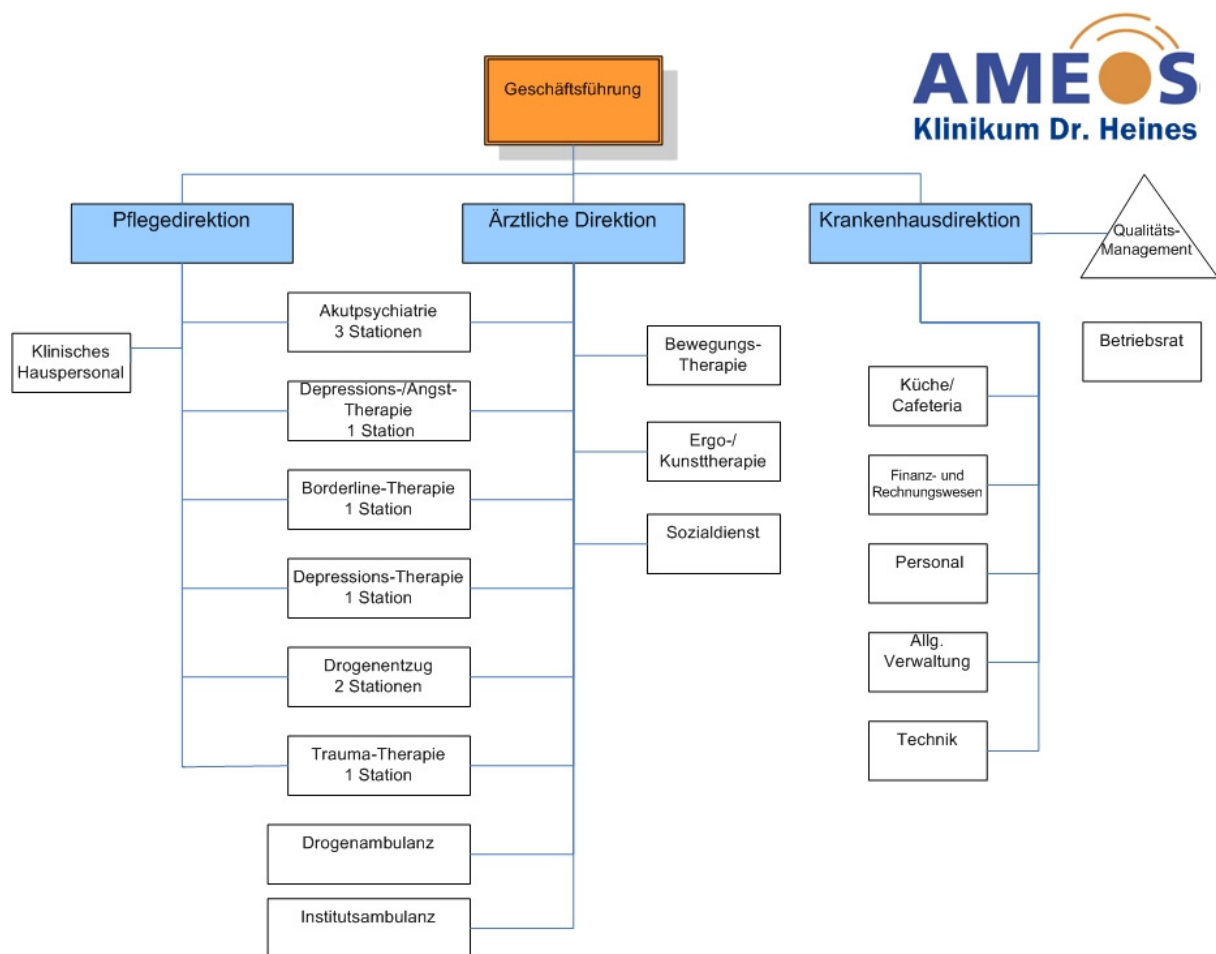 AMEOS
Klinikum Dr. Heines
Geschäftsführung
Pflegedirektion
Ärztliche Direktion
Krankenhausdirektion
Qualitäts-
Management
Betriebsrat
Klinisches
Hauspersonal
Akutpsychiatrie
3 Stationen
Depressions-/Angst-
Therapie
1 Station
Borderline-Therapie
1 Station
Depressions-Therapie
1 Station
Drogenentzug
2 Stationen
Trauma-Therapie
1 Station
Drogenambulanz
Institutsambulanz
Bewegungs-
Therapie
Ergo-/
Kunsttherapie
Sozialdienst
Küche/
Cafeteria
Finanz- und
Rechnungswesen
Personal
Allg.
Verwaltung
Technik